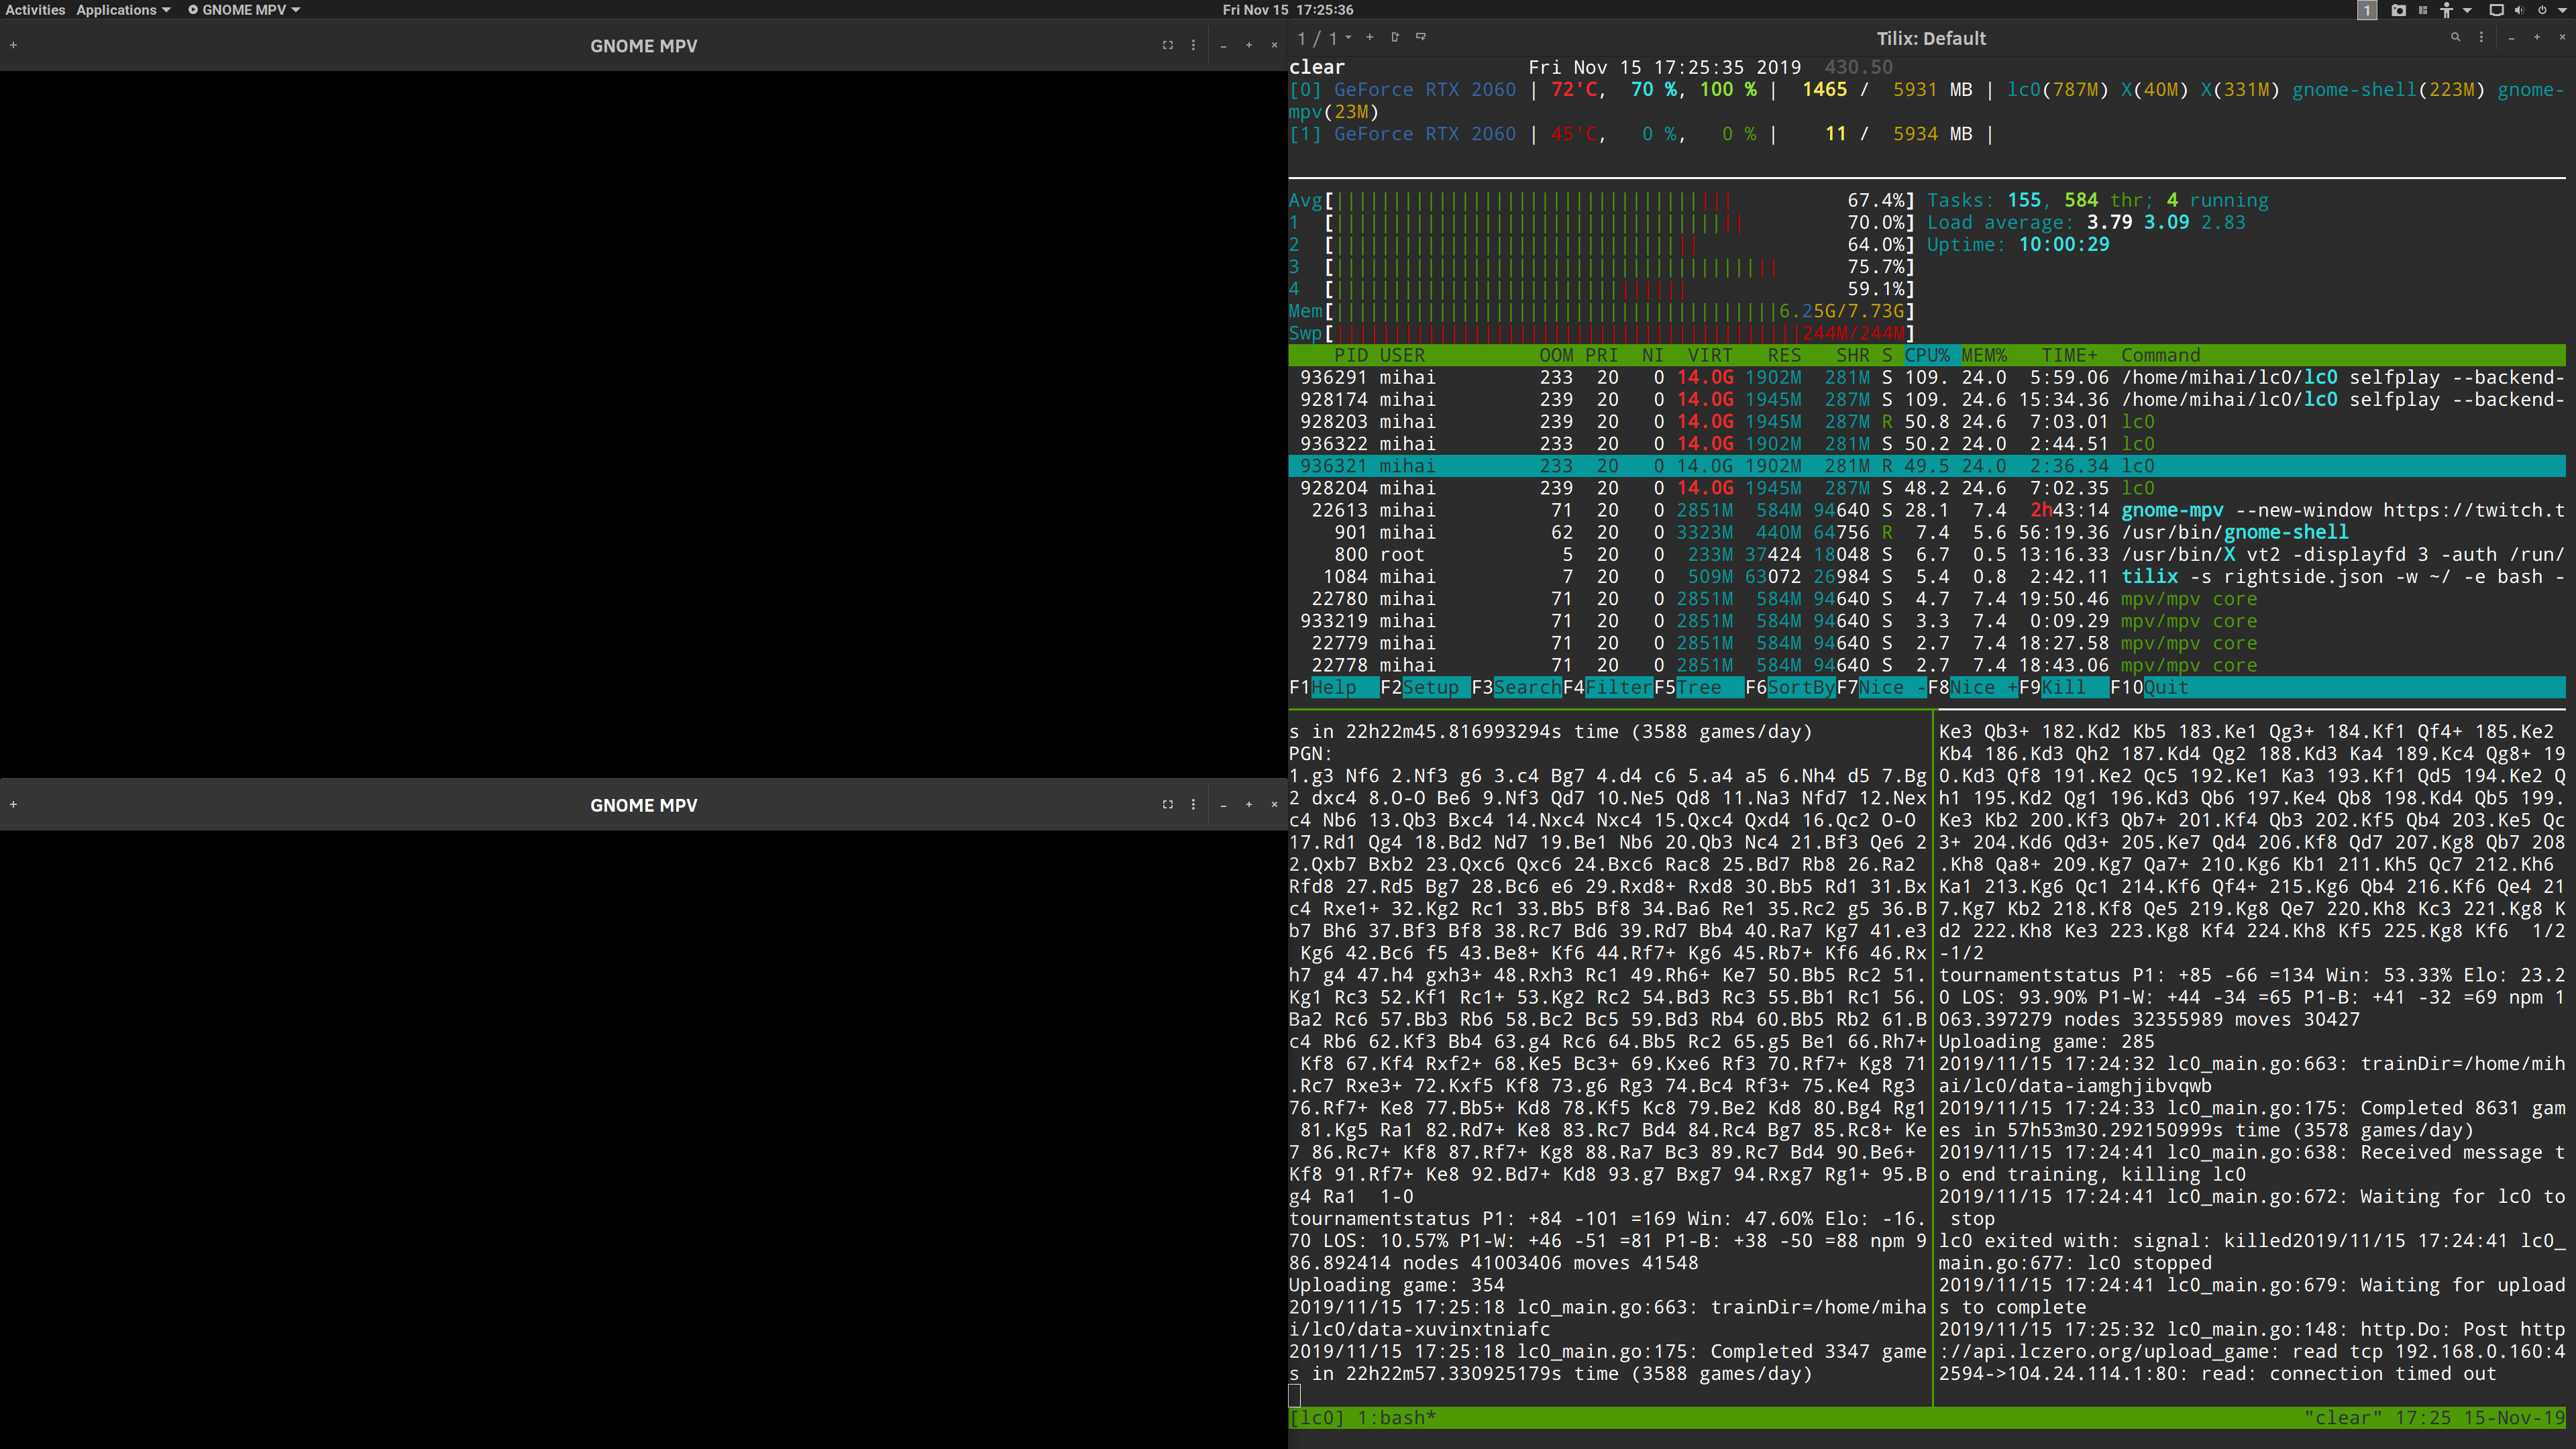 Activities Applications GNOME MPV Fri Nov 15 17:25:36 1
GNOME MPV
GNOME MPV
1 / 1 Tilix: Default
clear Fri Nov 15 17:25:35 2019 430.50
[0] GeForce RTX 2060 | 72'C, 70 %, 100 % | 1465 / 5931 MB | lc0(787M) X(40M) X(331M) gnome-shell(223M) gnome-
mpv(23M)
[1] GeForce RTX 2060 | 45'C, 0 %, 0 % | 11 / 5934 MB |
Avg[ 67.4%] Tasks: 155, 584 thr; 4 running
1 [ 70.0%] Load average: 3.79 3.09 2.83
2 [ 64.0%] Uptime: 10:00:29
3 [ 75.7%]
4 [ 59.1%]
Mem[ 6.25G/7.73G]
Swp[ 244M/244M]
PID USER OOM PRI NI VIRT RES SHR S CPU% MEM% TIME+ Command
936291 mihai 233 20 0 14.0G 1902M 281M S 109. 24.0 5:59.06 /home/mihai/lc0/lc0 selfplay --backend-
928174 mihai 239 20 0 14.0G 1945M 287M S 109. 24.6 15:34.36 /home/mihai/lc0/lc0 selfplay --backend-
928203 mihai 239 20 0 14.0G 1945M 287M R 50.8 24.6 7:03.01 lc0
936322 mihai 233 20 0 14.0G 1902M 281M S 50.2 24.0 2:44.51 lc0
936321 mihai 233 20 0 14.0G 1902M 281M R 49.5 24.0 2:36.34 lc0
928204 mihai 239 20 0 14.0G 1945M 287M S 48.2 24.6 7:02.35 lc0
22613 mihai 71 20 0 2851M 584M 94640 S 28.1 7.4 2h43:14 gnome-mpv --new-window https://twitch.t
901 mihai 62 20 0 3323M 440M 64756 R 7.4 5.6 56:19.36 /usr/bin/gnome-shell
800 root 5 20 0 233M 37424 18048 S 6.7 0.5 13:16.33 /usr/bin/X vt2 -displayfd 3 -auth /run/
1084 mihai 7 20 0 509M 63072 26984 S 5.4 0.8 2:42.11 tilix -s rightside.json -w ~/ -e bash -
22780 mihai 71 20 0 2851M 584M 94640 S 4.7 7.4 19:50.46 mpv/mpv core
933219 mihai 71 20 0 2851M 584M 94640 S 3.3 7.4 0:09.29 mpv/mpv core
22779 mihai 71 20 0 2851M 584M 94640 S 2.7 7.4 18:27.58 mpv/mpv core
22778 mihai 71 20 0 2851M 584M 94640 S 2.7 7.4 18:43.06 mpv/mpv core
F1Help F2Setup F3SearchF4FilterF5Tree F6SortByF7Nice -F8Nice +F9Kill F10Quit
s in 22h22m45.816993294s time (3588 games/day)
PGN:
1.g3 Nf6 2.Nf3 g6 3.c4 Bg7 4.d4 c6 5.a4 a5 6.Nh4 d5 7.Bg
2 dxc4 8.O-O Be6 9.Nf3 Qd7 10.Ne5 Qd8 11.Na3 Nfd7 12.Nex
c4 Nb6 13.Qb3 Bxc4 14.Nxc4 Nxc4 15.Qxc4 Qxd4 16.Qc2 O-O
17.Rd1 Qg4 18.Bd2 Nd7 19.Be1 Nb6 20.Qb3 Nc4 21.Bf3 Qe6 2
2.Qxb7 Bxb2 23.Qxc6 Qxc6 24.Bxc6 Rac8 25.Bd7 Rb8 26.Ra2
Rfd8 27.Rd5 Bg7 28.Bc6 e6 29.Rxd8+ Rxd8 30.Bb5 Rd1 31.Bx
c4 Rxe1+ 32.Kg2 Rc1 33.Bb5 Bf8 34.Ba6 Re1 35.Rc2 g5 36.B
b7 Bh6 37.Bf3 Bf8 38.Rc7 Bd6 39.Rd7 Bb4 40.Ra7 Kg7 41.e3
Kg6 42.Bc6 f5 43.Be8+ Kf6 44.Rf7+ Kg6 45.Rb7+ Kf6 46.Rx
h7 g4 47.h4 gxh3+ 48.Rxh3 Rc1 49.Rh6+ Ke7 50.Bb5 Rc2 51.
Kg1 Rc3 52.Kf1 Rc1+ 53.Kg2 Rc2 54.Bd3 Rc3 55.Bb1 Rc1 56.
Ba2 Rc6 57.Bb3 Rb6 58.Bc2 Bc5 59.Bd3 Rb4 60.Bb5 Rb2 61.B
c4 Rb6 62.Kf3 Bb4 63.g4 Rc6 64.Bb5 Rc2 65.g5 Be1 66.Rh7+
Kf8 67.Kf4 Rxf2+ 68.Ke5 Bc3+ 69.Kxe6 Rf3 70.Rf7+ Kg8 71
.Rc7 Rxe3+ 72.Kxf5 Kf8 73.g6 Rg3 74.Bc4 Rf3+ 75.Ke4 Rg3
76.Rf7+ Ke8 77.Bb5+ Kd8 78.Kf5 Kc8 79.Be2 Kd8 80.Bg4 Rg1
81.Kg5 Ra1 82.Rd7+ Ke8 83.Rc7 Bd4 84.Rc4 Bg7 85.Rc8+ Ke
7 86.Rc7+ Kf8 87.Rf7+ Kg8 88.Ra7 Bc3 89.Rc7 Bd4 90.Be6+
Kf8 91.Rf7+ Ke8 92.Bd7+ Kd8 93.g7 Bxg7 94.Rxg7 Rg1+ 95.B
g4 Ra1 1-0
tournamentstatus P1: +84 -101 =169 Win: 47.60% Elo: -16.
70 LOS: 10.57% P1-W: +46 -51 =81 P1-B: +38 -50 =88 npm 9
86.892414 nodes 41003406 moves 41548
Uploading game: 354
2019/11/15 17:25:18 lc0_main.go:663: trainDir=/home/miha
i/lc0/data-xuvinxtniafc
2019/11/15 17:25:18 lc0_main.go:175: Completed 3347 game
s in 22h22m57.330925179s time (3588 games/day)
Ke3 Qb3+ 182.Kd2 Kb5 183.Ke1 Qg3+ 184.Kf1 Qf4+ 185.Ke2
Kb4 186.Kd3 Qh2 187.Kd4 Qg2 188.Kd3 Ka4 189.Kc4 Qg8+ 19
0.Kd3 Qf8 191.Ke2 Qc5 192.Ke1 Ka3 193.Kf1 Qd5 194.Ke2 Q
h1 195.Kd2 Qg1 196.Kd3 Qb6 197.Ke4 Qb8 198.Kd4 Qb5 199.
Ke3 Kb2 200.Kf3 Qb7+ 201.Kf4 Qb3 202.Kf5 Qb4 203.Ke5 Qc
3+ 204.Kd6 Qd3+ 205.Ke7 Qd4 206.Kf8 Qd7 207.Kg8 Qb7 208
.Kh8 Qa8+ 209.Kg7 Qa7+ 210.Kg6 Kb1 211.Kh5 Qc7 212.Kh6
Ka1 213.Kg6 Qc1 214.Kf6 Qf4+ 215.Kg6 Qb4 216.Kf6 Qe4 21
7.Kg7 Kb2 218.Kf8 Qe5 219.Kg8 Qe7 220.Kh8 Kc3 221.Kg8 K
d2 222.Kh8 Ke3 223.Kg8 Kf4 224.Kh8 Kf5 225.Kg8 Kf6 1/2
-1/2
tournamentstatus P1: +85 -66 =134 Win: 53.33% Elo: 23.2
0 LOS: 93.90% P1-W: +44 -34 =65 P1-B: +41 -32 =69 npm 1
063.397279 nodes 32355989 moves 30427
Uploading game: 285
2019/11/15 17:24:32 lc0_main.go:663: trainDir=/home/mih
ai/lc0/data-iamghjibvqwb
2019/11/15 17:24:33 lc0_main.go:175: Completed 8631 gam
es in 57h53m30.292150999s time (3578 games/day)
2019/11/15 17:24:41 lc0_main.go:638: Received message t
o end training, killing lc0
2019/11/15 17:24:41 lc0_main.go:672: Waiting for lc0 to
stop
lc0 exited with: signal: killed2019/11/15 17:24:41 lc0_
main.go:677: lc0 stopped
2019/11/15 17:24:41 lc0_main.go:679: Waiting for upload
s to complete
2019/11/15 17:25:32 lc0_main.go:148: http.Do: Post http
://api.lczero.org/upload_game: read tcp 192.168.0.160:4
2594->104.24.114.1:80: read: connection timed out
[lc0] 1:bash* "clear" 17:25 15-Nov-19